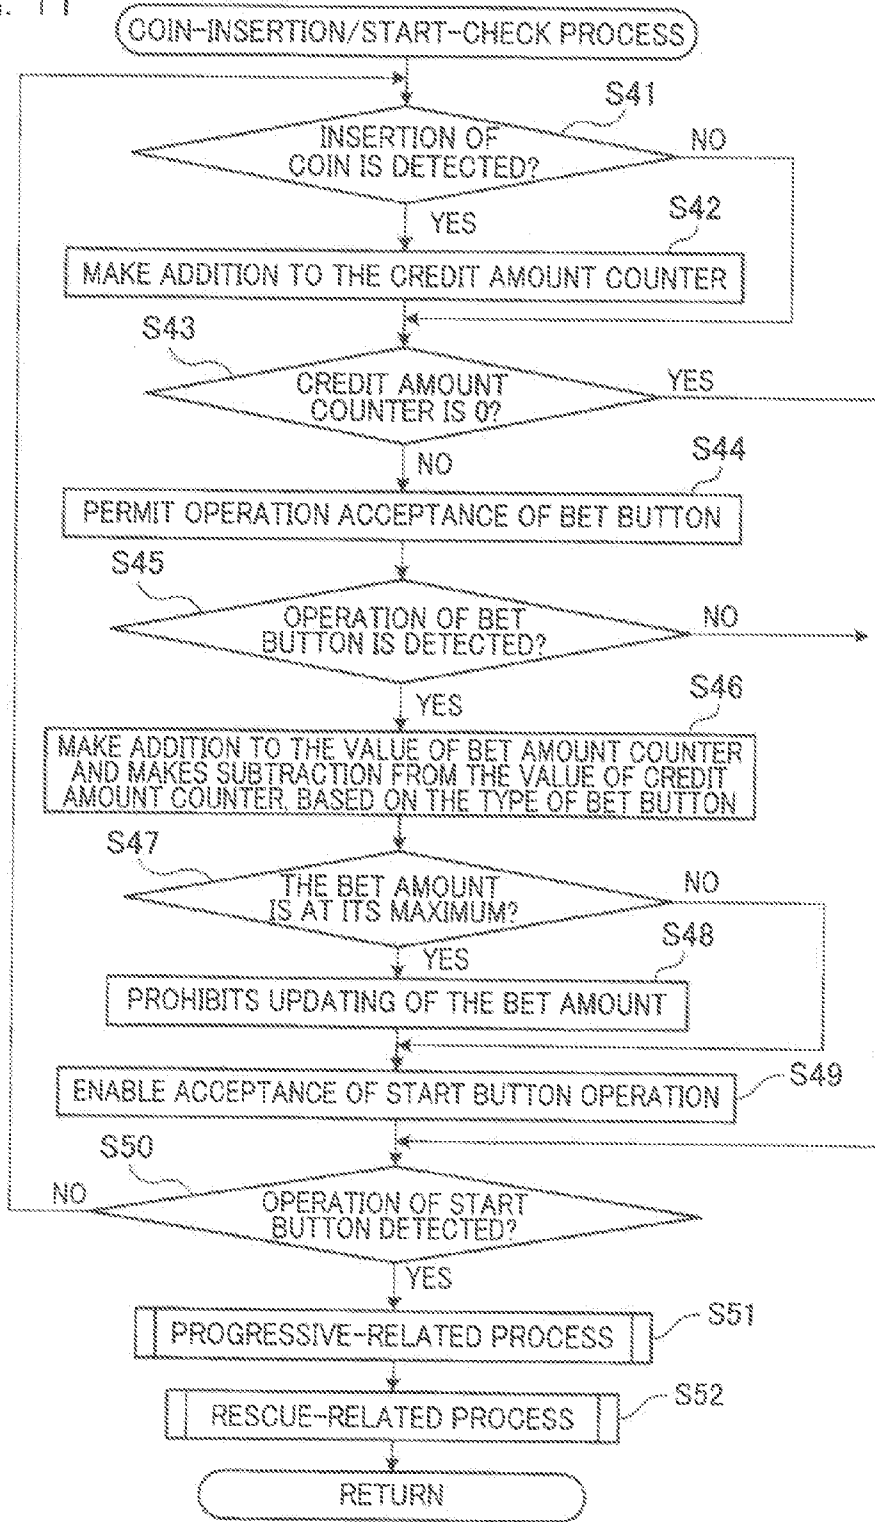 COIN-INSERTION/START-CHECK PROCESS
S41
INSERTION OF
COIN IS DETECTED?
NO
YES
S42
MAKE ADDITION TO THE CREDIT AMOUNT COUNTER
S43
CREDIT AMOUNT
COUNTER IS 0?
YES
NO
S44
PERMIT OPERATION ACCEPTANCE OF BET BUTTON
S45
OPERATION OF BET
BUTTON IS DETECTED?
NO
YES
S46
MAKE ADDITION TO THE VALUE OF BET AMOUNT COUNTER
AND MAKES SUBTRACTION FROM THE VALUE OF CREDIT
AMOUNT COUNTER, BASED ON THE TYPE OF BET BUTTON
S47
THE BET AMOUNT
IS AT ITS MAXIMUM?
NO
YES
S48
PROHIBITS UPDATING OF THE BET AMOUNT
S49
ENABLE ACCEPTANCE OF START BUTTON OPERATION
S50
NO
OPERATION OF START
BUTTON DETECTED?
YES
S51
PROGRESSIVE-RELATED PROCESS
S52
RESCUE-RELATED PROCESS
RETURN